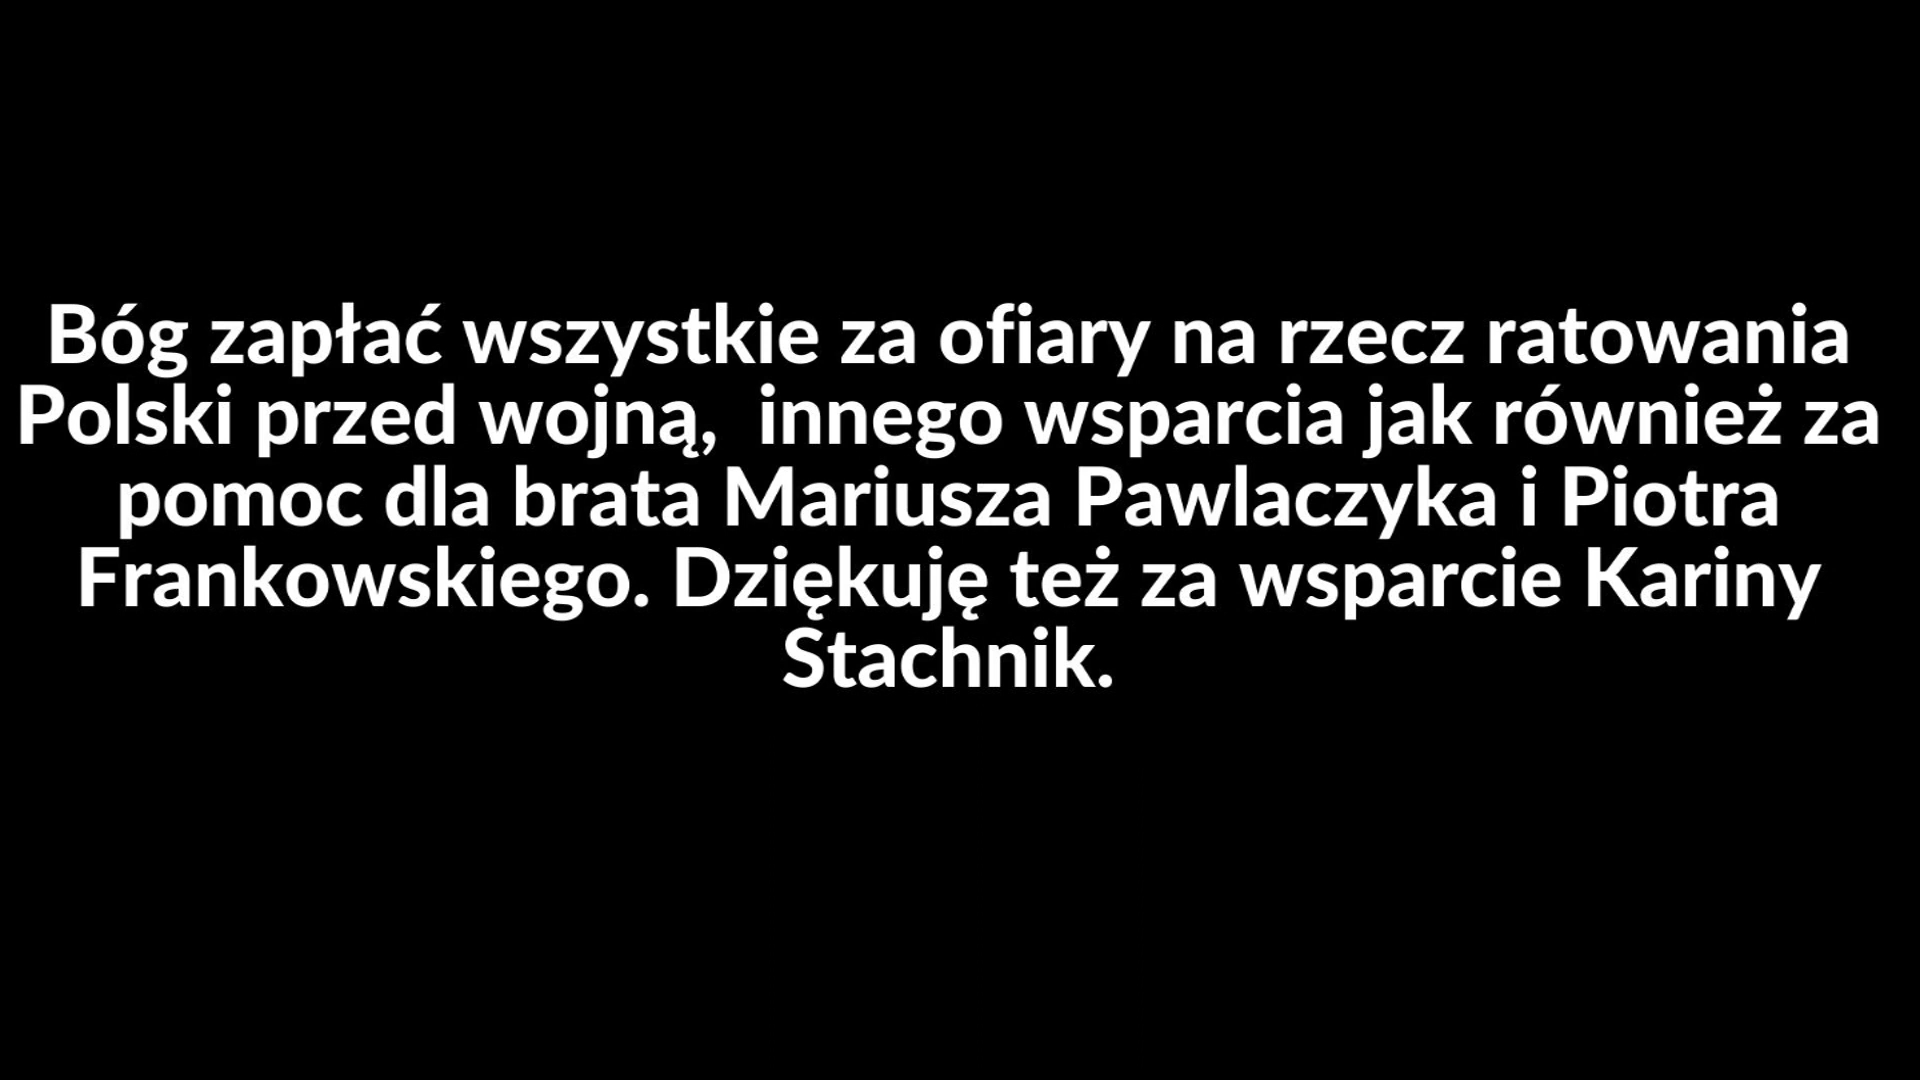 Bóg zapłać wszystkie za ofiary na rzecz ratowania
Polski przed wojną,  innego wsparcia jak również za
pomoc dla brata Mariusza Pawlaczyka i Piotra
Frankowskiego. Dziękuję też za wsparcie Kariny
Stachnik.